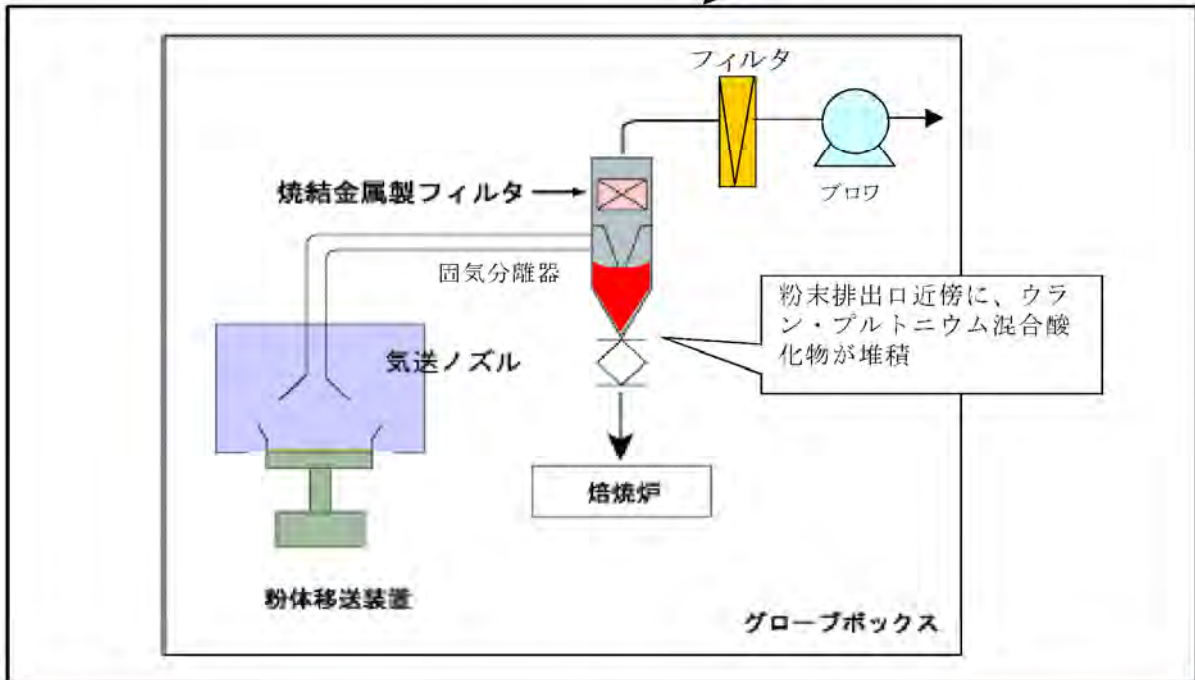 フィルタ
焼結金属製フィルタ
ブロワ
固気分離器
粉末排出口近傍に、ウラ
ン・プルトニウム混合酸
化物が堆積
気送ノズル
焙焼炉
粉体移送装置
グローブボックス